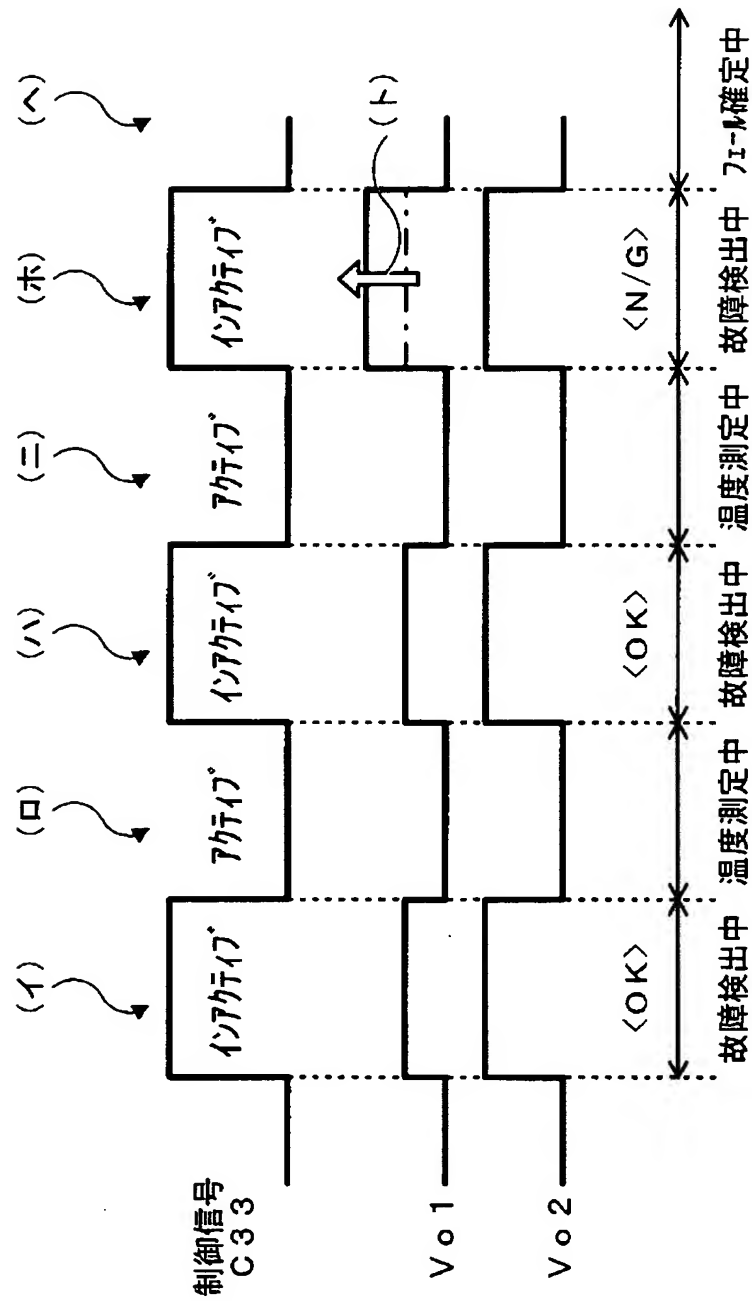 (イ)
(ロ)
(ハ)
(ニ)
(ホ)
(ヘ)
制御信号
C33
インアクティブ
アクティブ
インアクティブ
アクティブ
インアクティブ
(ト)
Vo1
Vo2
<OK>
<OK>
<N/G>
故障検出中
温度測定中
故障検出中
温度測定中
故障検出中
フェール確定中